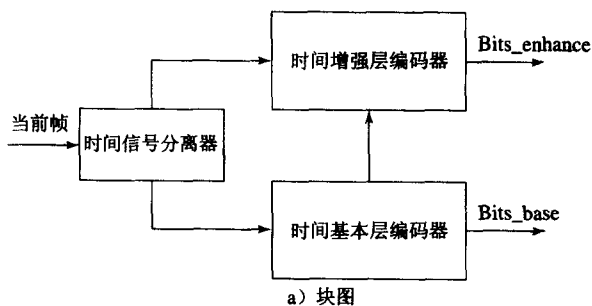 时间增强层编码器
Bits_enhance
当前帧
时间信号分离器
时间基本层编码器
Bits_base
a）块图